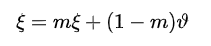 ξ = mξ + (1 − m)ϑ